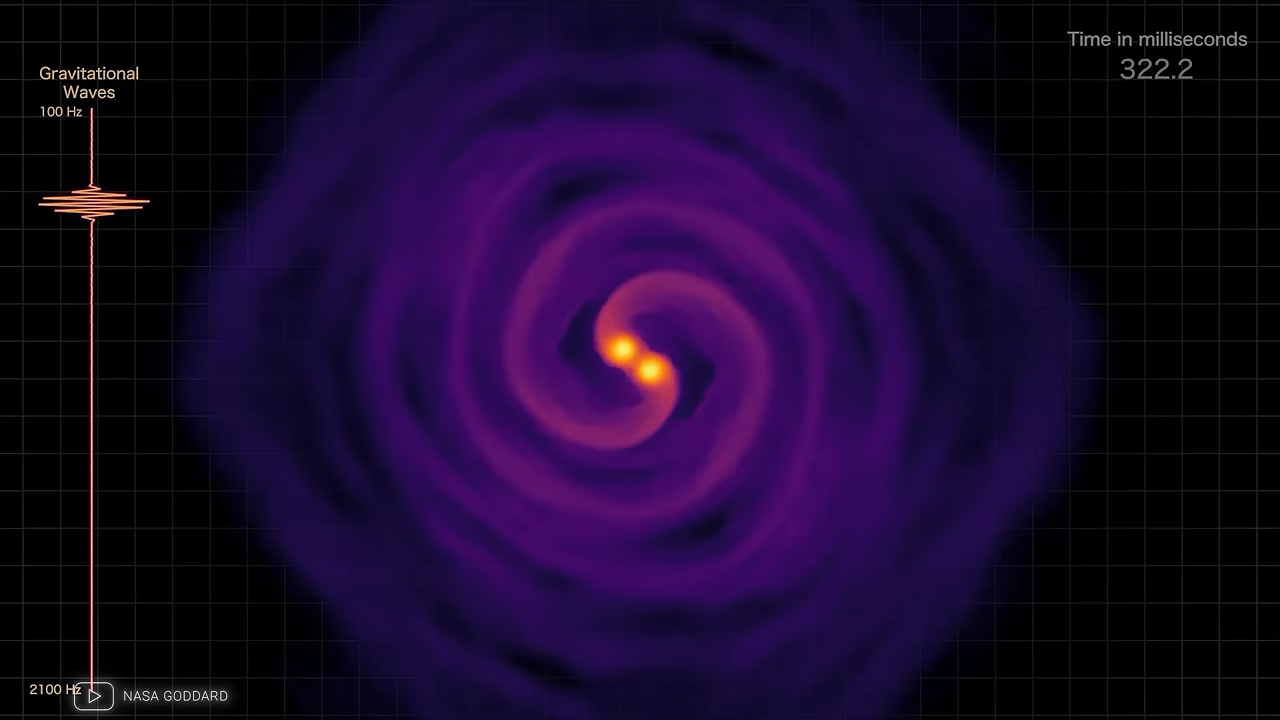 Time in milliseconds
322.2
Gravitational
Waves
100 Hz
2100 Hz
NASA GODDARD